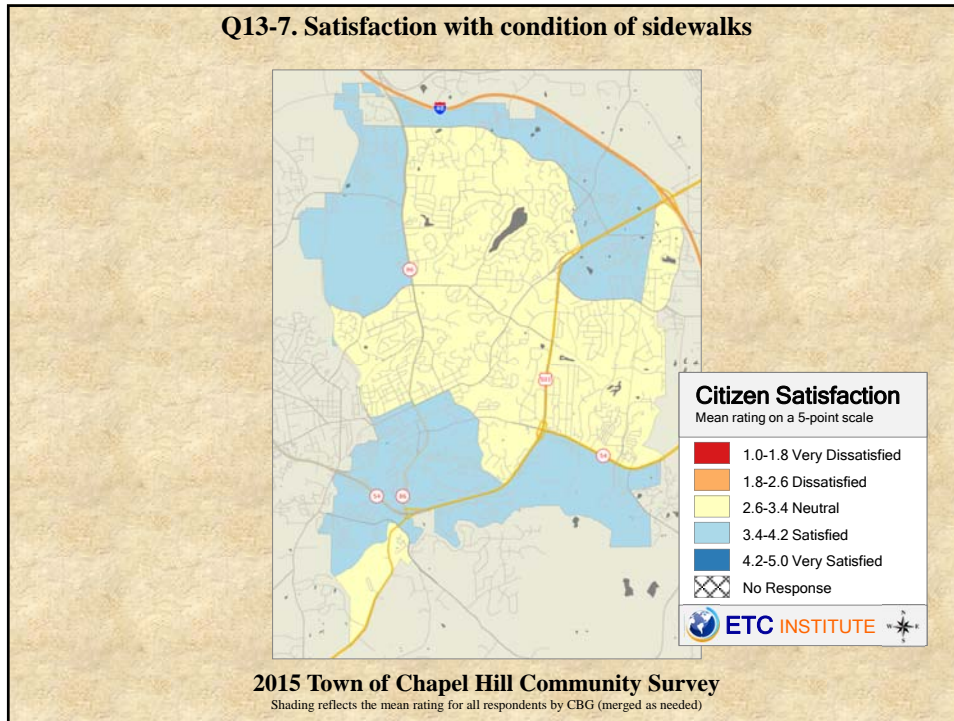 Q13-7. Satisfaction with condition of sidewalks
40
86
501
54
54
86
Citizen Satisfaction
Mean rating on a 5-point scale
1.0-1.8 Very Dissatisfied
1.8-2.6 Dissatisfied
2.6-3.4 Neutral
3.4-4.2 Satisfied
4.2-5.0 Very Satisfied
No Response
ETC INSTITUTE
N
W E
S
2015 Town of Chapel Hill Community Survey
Shading reflects the mean rating for all respondents by CBG (merged as needed)